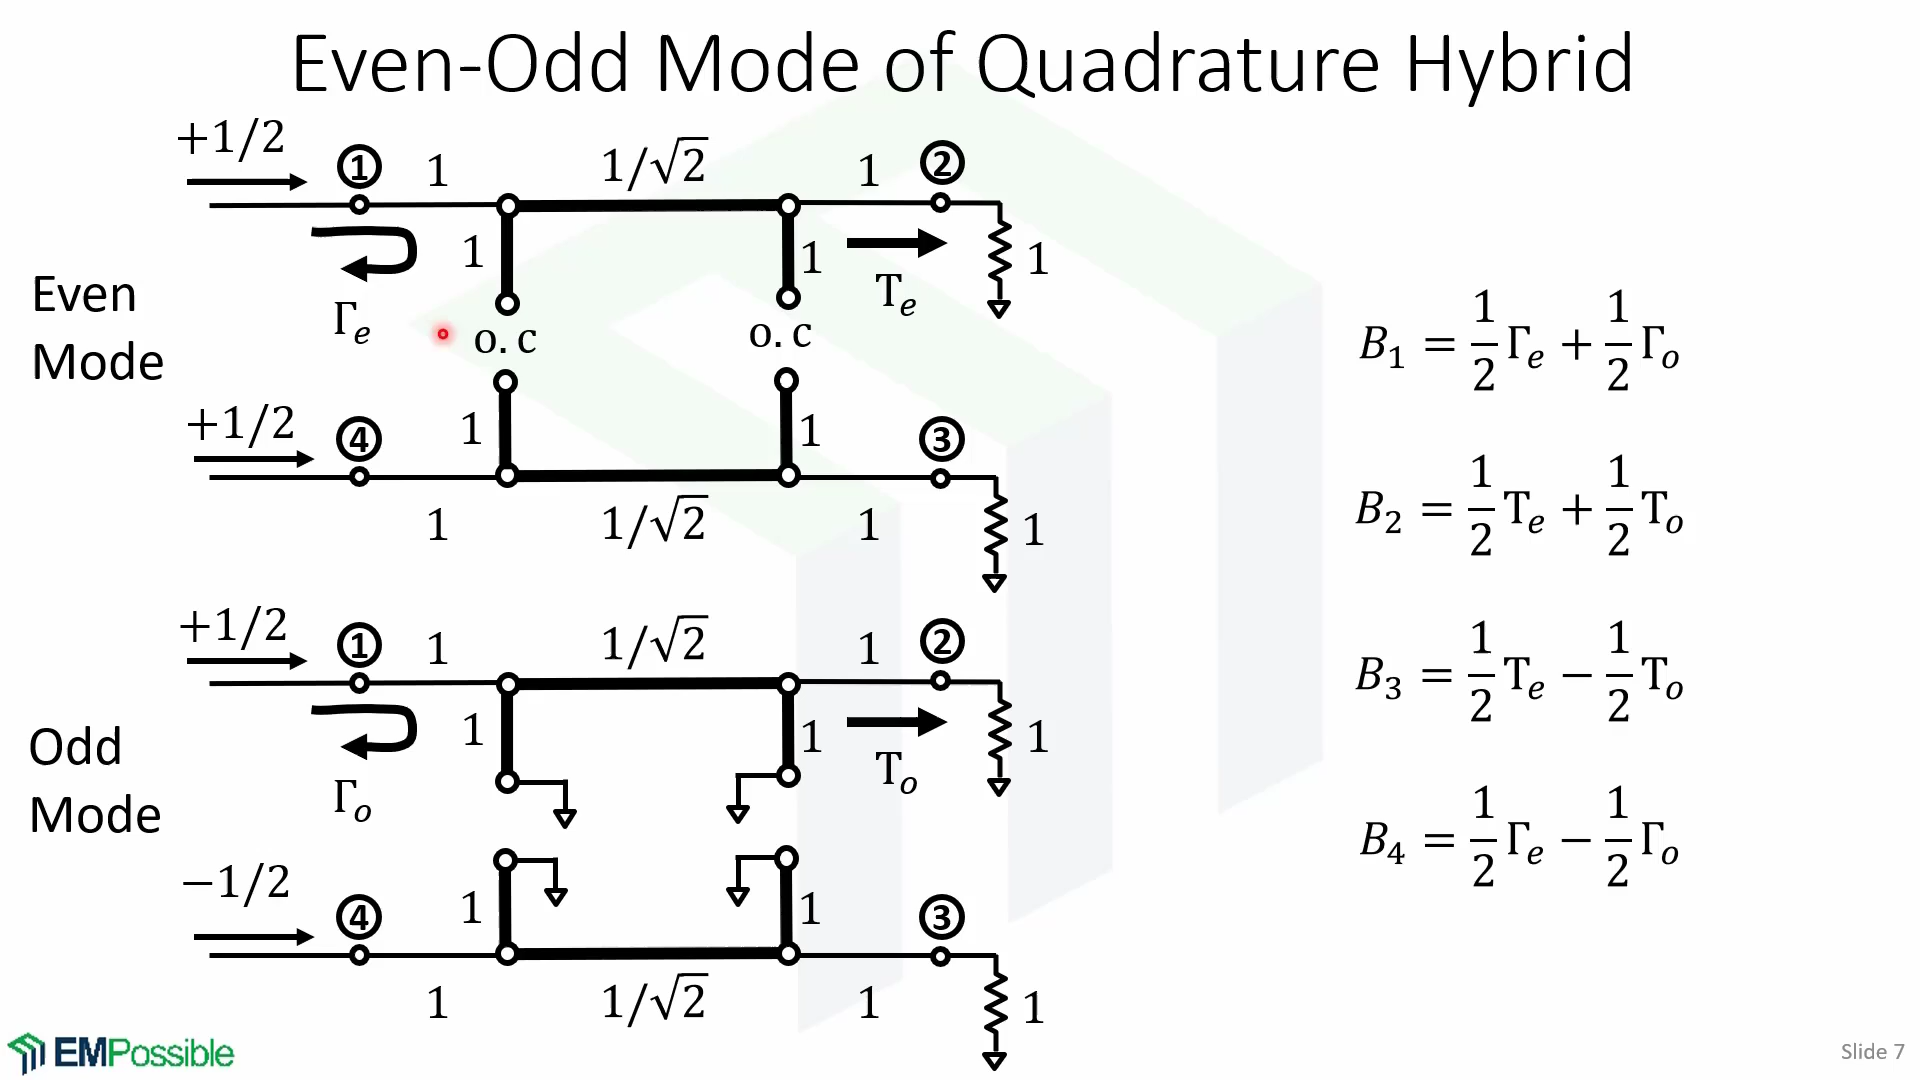 Even-Odd Mode of Quadrature Hybrid
+1/2
① 1 1/√2 1 ②
1 1 1
Γₑ Tₑ
Even
Mode
o. c o. c
+1/2
④ 1 1 ③
1 1/√2 1 1
+1/2
① 1 1/√2 1 ②
1 1 1
Odd
Mode
Γₒ Tₒ
−1/2
④ 1 1 ③
1 1/√2 1 1
B₁ = 1/2 Γₑ + 1/2 Γₒ
B₂ = 1/2 Tₑ + 1/2 Tₒ
B₃ = 1/2 Tₑ − 1/2 Tₒ
B₄ = 1/2 Γₑ − 1/2 Γₒ
EMPossible
Slide 7